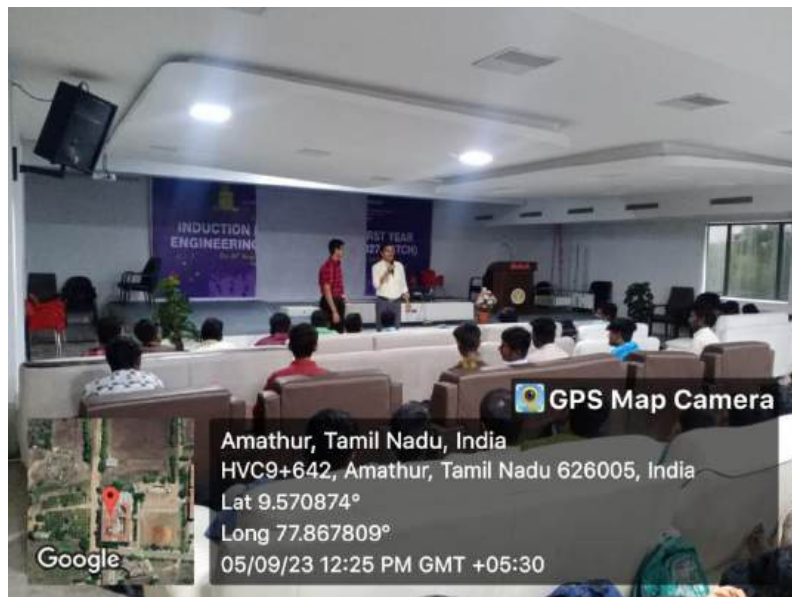 INDUCTION
ENGINEERING
RST YEAR
GPS Map Camera
Amathur, Tamil Nadu, India
HVC9+642, Amathur, Tamil Nadu 626005, India
Lat 9.570874°
Long 77.867809°
05/09/23 12:25 PM GMT +05:30
Google